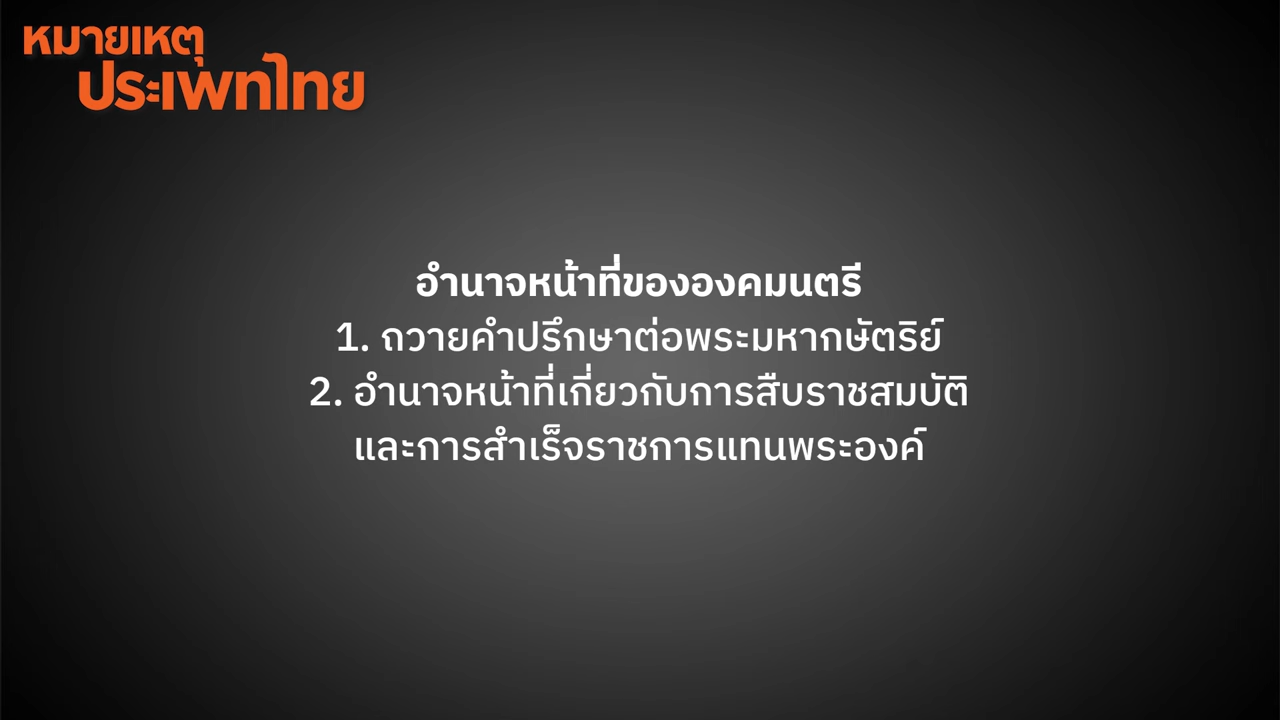 หมายเหตุ
ประเพทไทย
อำนาจหน้าที่ขององคมนตรี
1. ถวายคำปรึกษาต่อพระมหากษัตริย์
2. อำนาจหน้าที่เกี่ยวกับการสืบราชสมบัติ
และการสำเร็จราชการแทนพระองค์